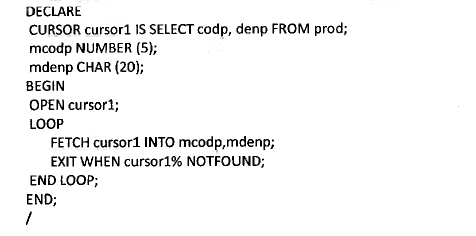 DECLARE
CURSOR cursor1 IS SELECT codp, denp FROM prod;
mcodp NUMBER (5);
mdenp CHAR (20);
BEGIN
OPEN cursor1;
LOOP
FETCH cursor1 INTO mcodp,mdenp;
EXIT WHEN cursor1% NOTFOUND;
END LOOP;
END;
/